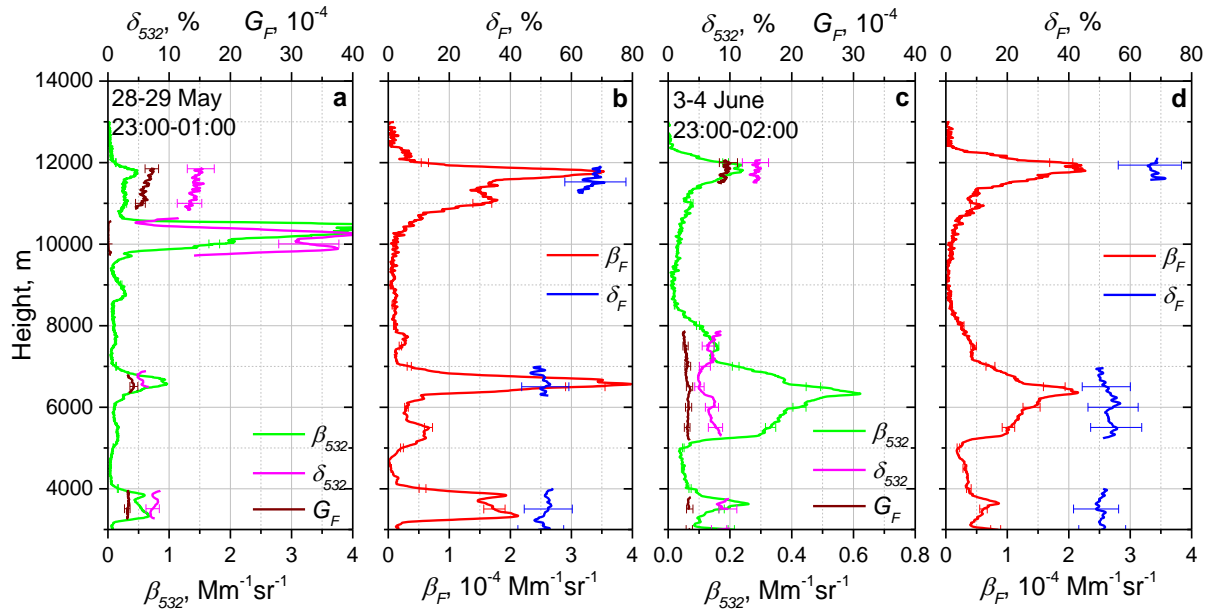 δ532, % GF, 10-4 δF, % δ532, % GF, 10-4 δF, %
0 10 20 30 40 0 20 40 60 80 0 10 20 30 40 0 20 40 60 80
14000
28-29 May a b 3-4 June c d
23:00-01:00 23:00-02:00
12000
10000
βF βF
δF δF
8000
Height, m
6000
β532 β532
δ532 δ532
4000
GF GF
0 1 2 3 4 0 1 2 3 4 0.0 0.2 0.4 0.6 0.8 0 1 2 3 4
β532, Mm-1sr-1 βF, 10-4 Mm-1sr-1 β532, Mm-1sr-1 βF, 10-4 Mm-1sr-1